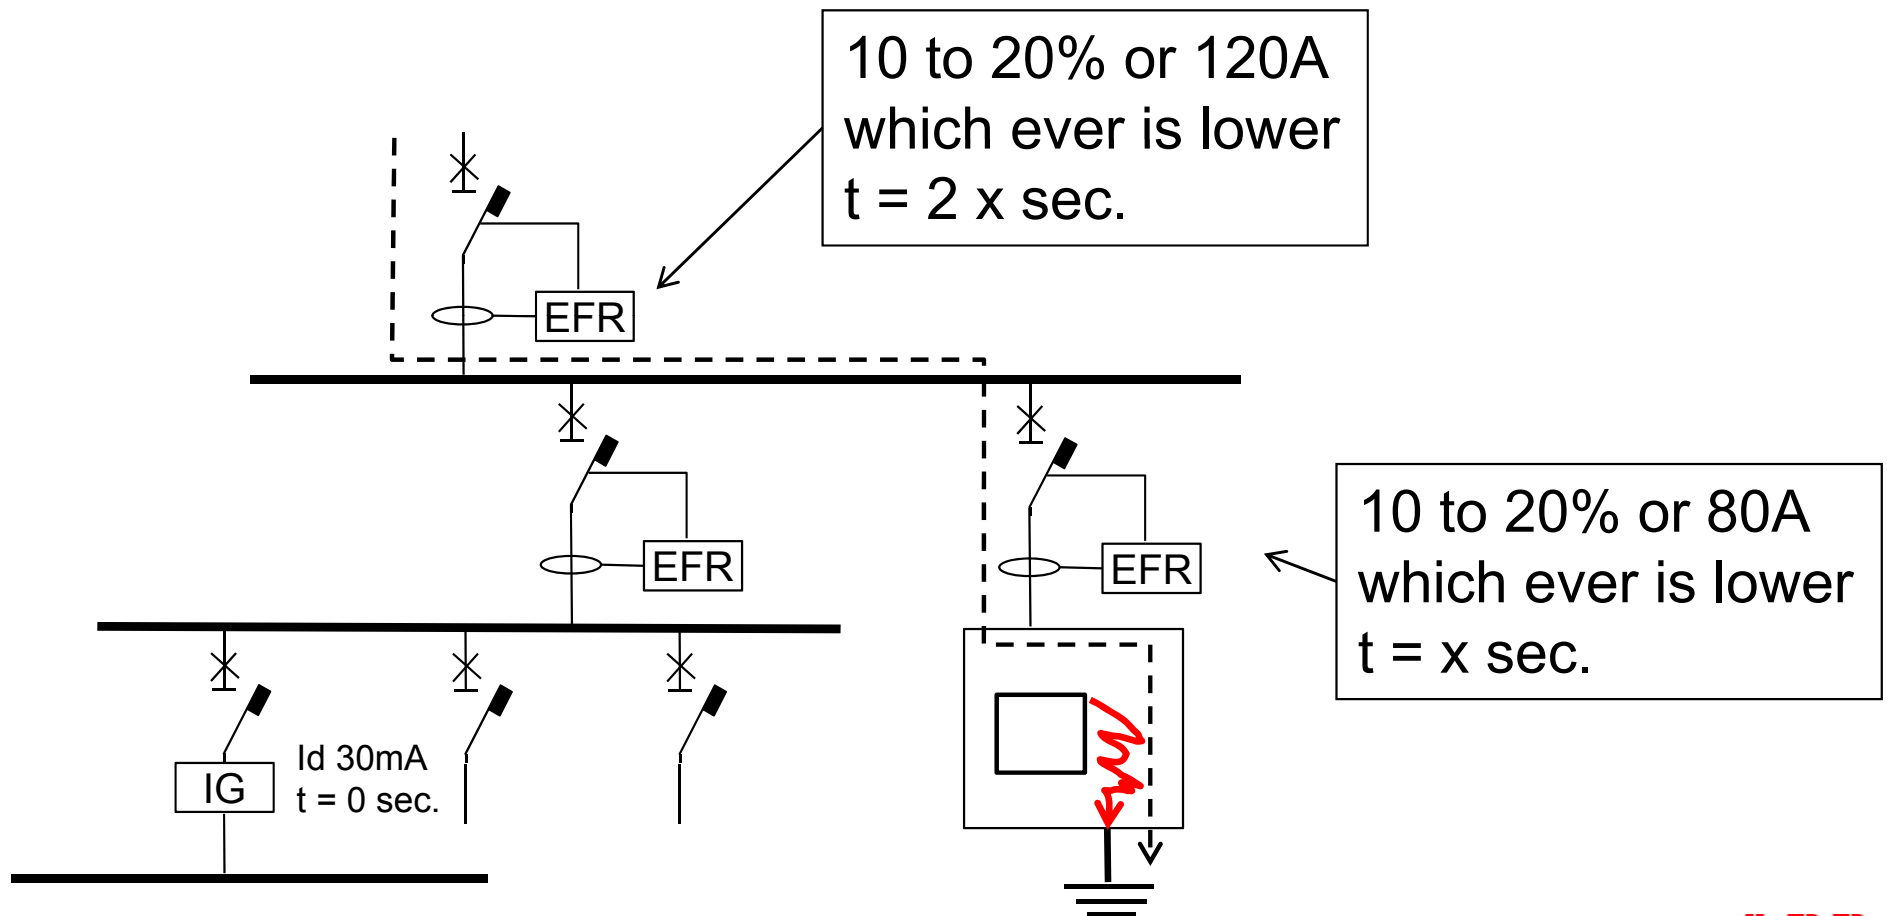 10 to 20% or 120A
which ever is lower
t = 2 x sec.
EFR
EFR
EFR
10 to 20% or 80A
which ever is lower
t = x sec.
Id 30mA
t = 0 sec.
IG